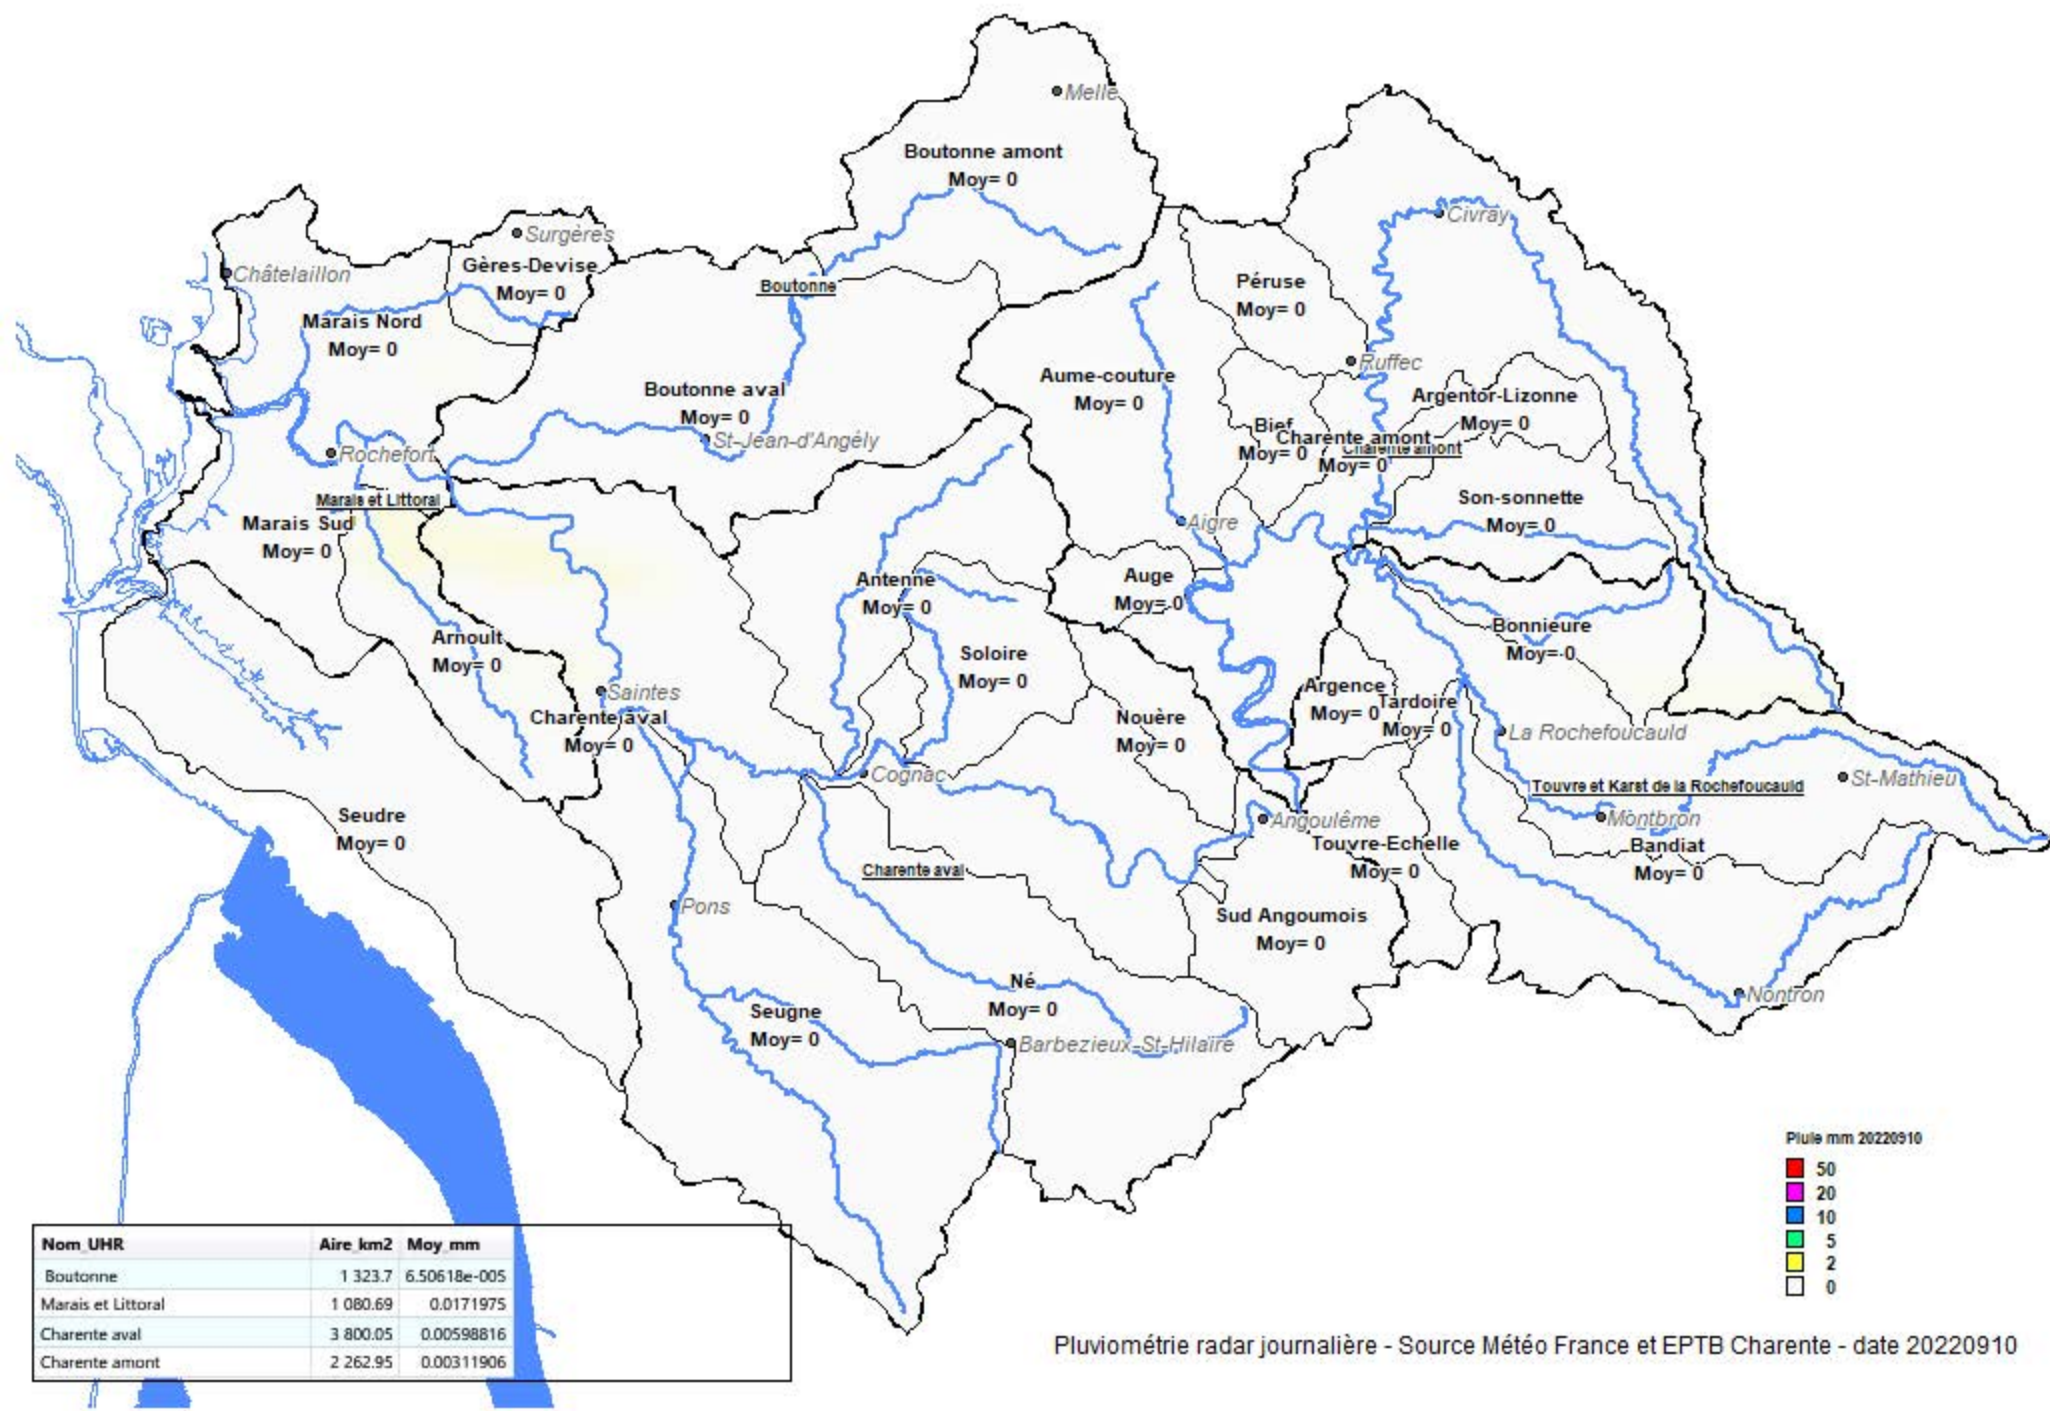 Melle
Boutonne amont
Moy= 0
Civray
Surgères
Châtelaillon
Gères-Devise
Moy= 0
Boutonne
Péruse
Moy= 0
Marais Nord
Moy= 0
Ruffec
Aume-couture
Moy= 0
Boutonne aval
Moy= 0
St-Jean-d'Angély
Argentor-Lizonne
Moy= 0
Bief
Moy= 0
Charente amont
Moy= 0
Charente amont
Rochefort
Marais et Littoral
Marais Sud
Moy= 0
Son-sonnette
Moy= 0
Aigre
Antenne
Moy= 0
Auge
Moy= 0
Bonnieure
Moy= 0
Arnoult
Moy= 0
Soloire
Moy= 0
Saintes
Charente aval
Moy= 0
Argence
Moy= 0
Tardoire
Moy= 0
Nouère
Moy= 0
La Rochefoucauld
Cognac
Touvre et Karst de la Rochefoucauld
St-Mathieu
Seudre
Moy= 0
Angoulême
Montbron
Touvre-Echelle
Moy= 0
Bandiat
Moy= 0
Charente aval
Pons
Sud Angoumois
Moy= 0
Né
Moy= 0
Nontron
Seugne
Moy= 0
Barbezieux-St-Hilaire
Pluie mm 20220910
50
20
10
5
2
0
Nom_UHR Aire_km2 Moy_mm
Boutonne 1 323.7 6.50618e-005
Marais et Littoral 1 080.69 0.0171975
Charente aval 3 800.05 0.00598816
Charente amont 2 262.95 0.00311906
Pluviométrie radar journalière - Source Météo France et EPTB Charente - date 20220910